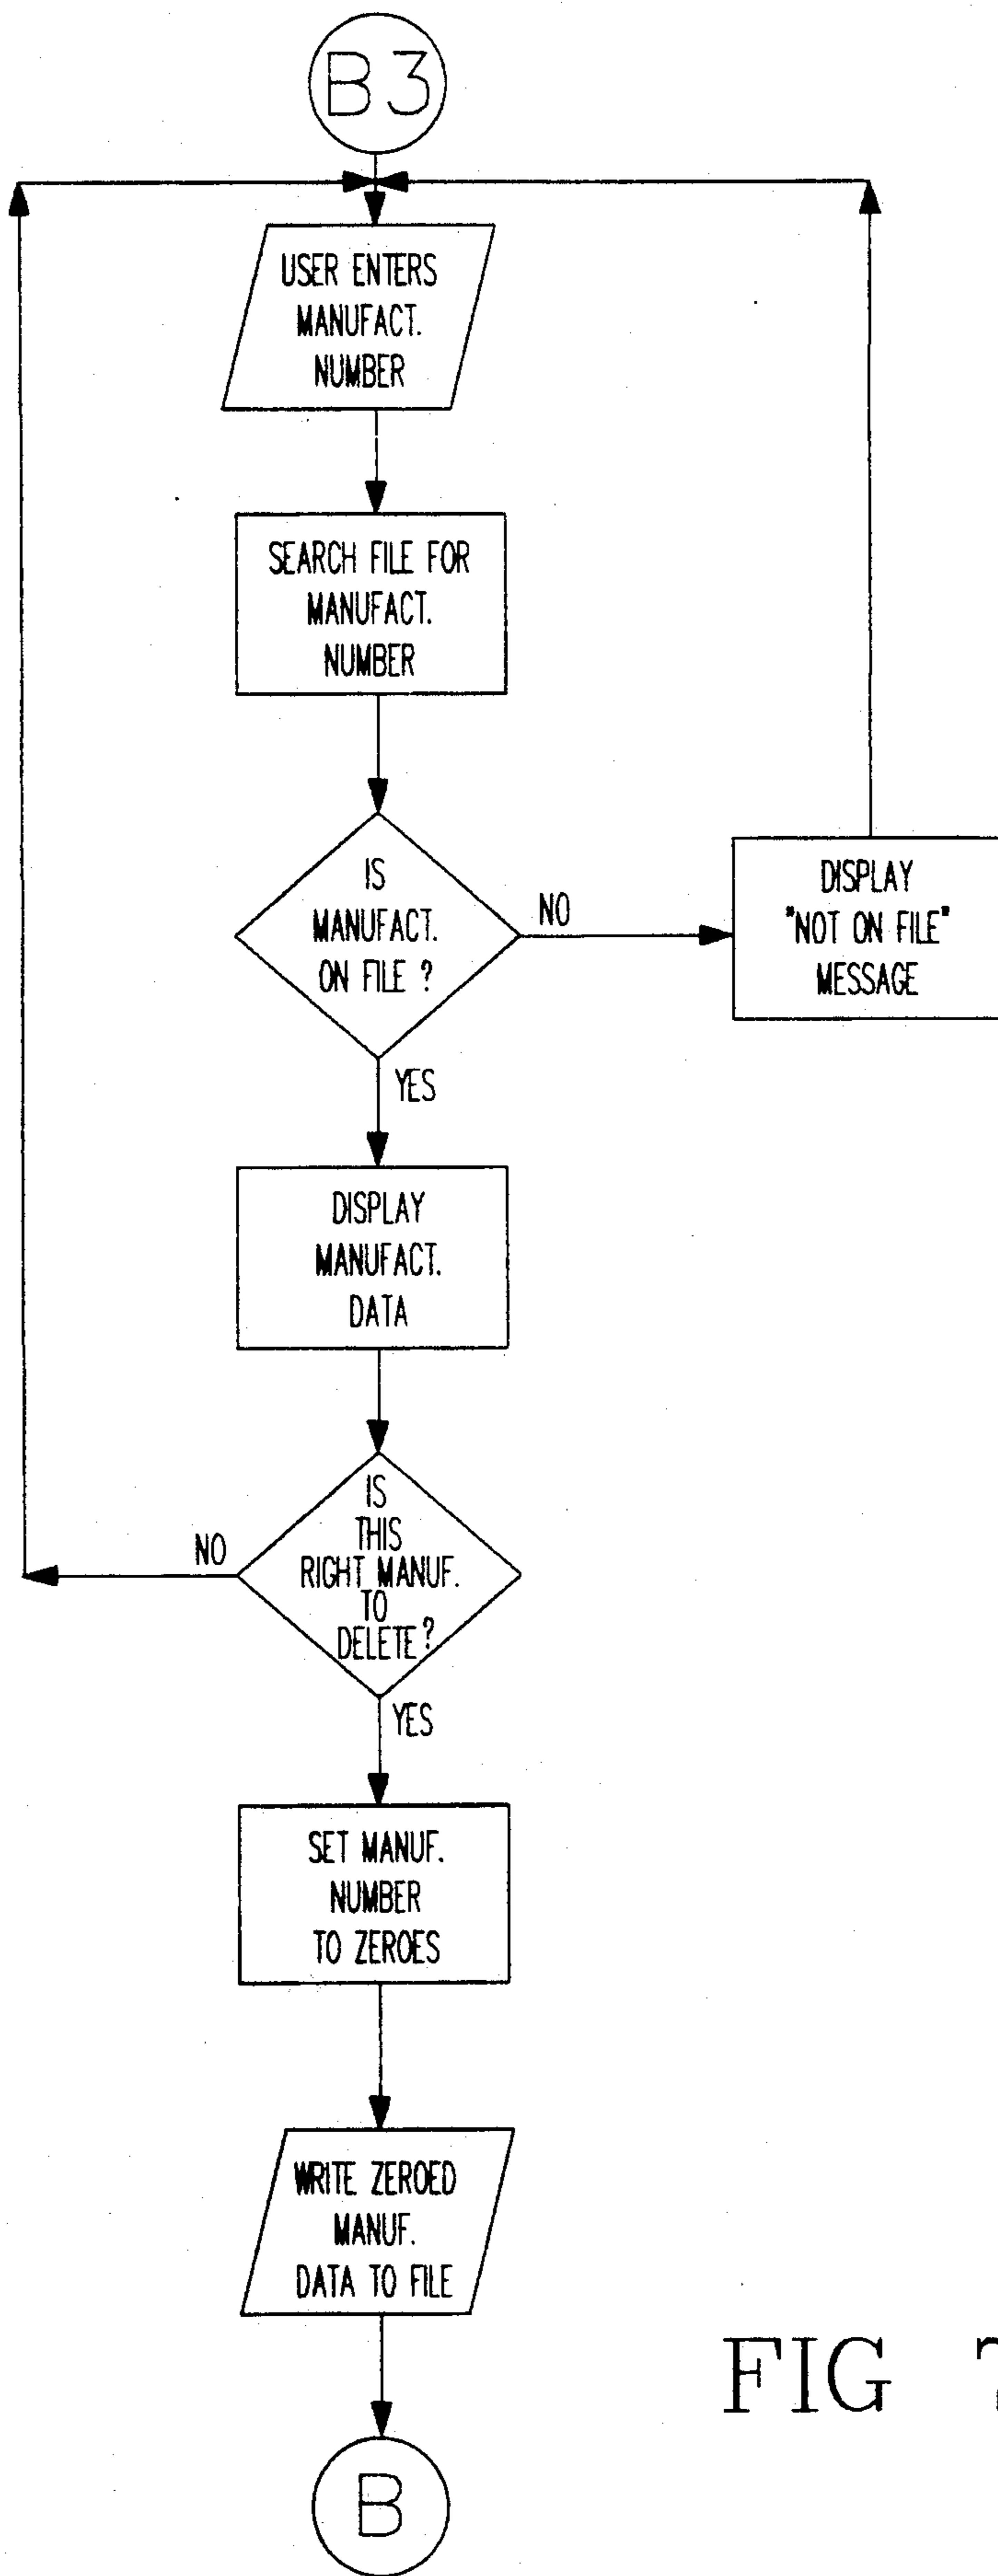 B3
USER ENTERS
MANUFACT.
NUMBER
SEARCH FILE FOR
MANUFACT.
NUMBER
IS
MANUFACT.
ON FILE ?
NO
DISPLAY
"NOT ON FILE"
MESSAGE
YES
DISPLAY
MANUFACT.
DATA
IS
THIS
RIGHT MANUF.
TO
DELETE?
NO
YES
SET MANUF.
NUMBER
TO ZEROES
WRITE ZEROED
MANUF.
DATA TO FILE
B
FIG